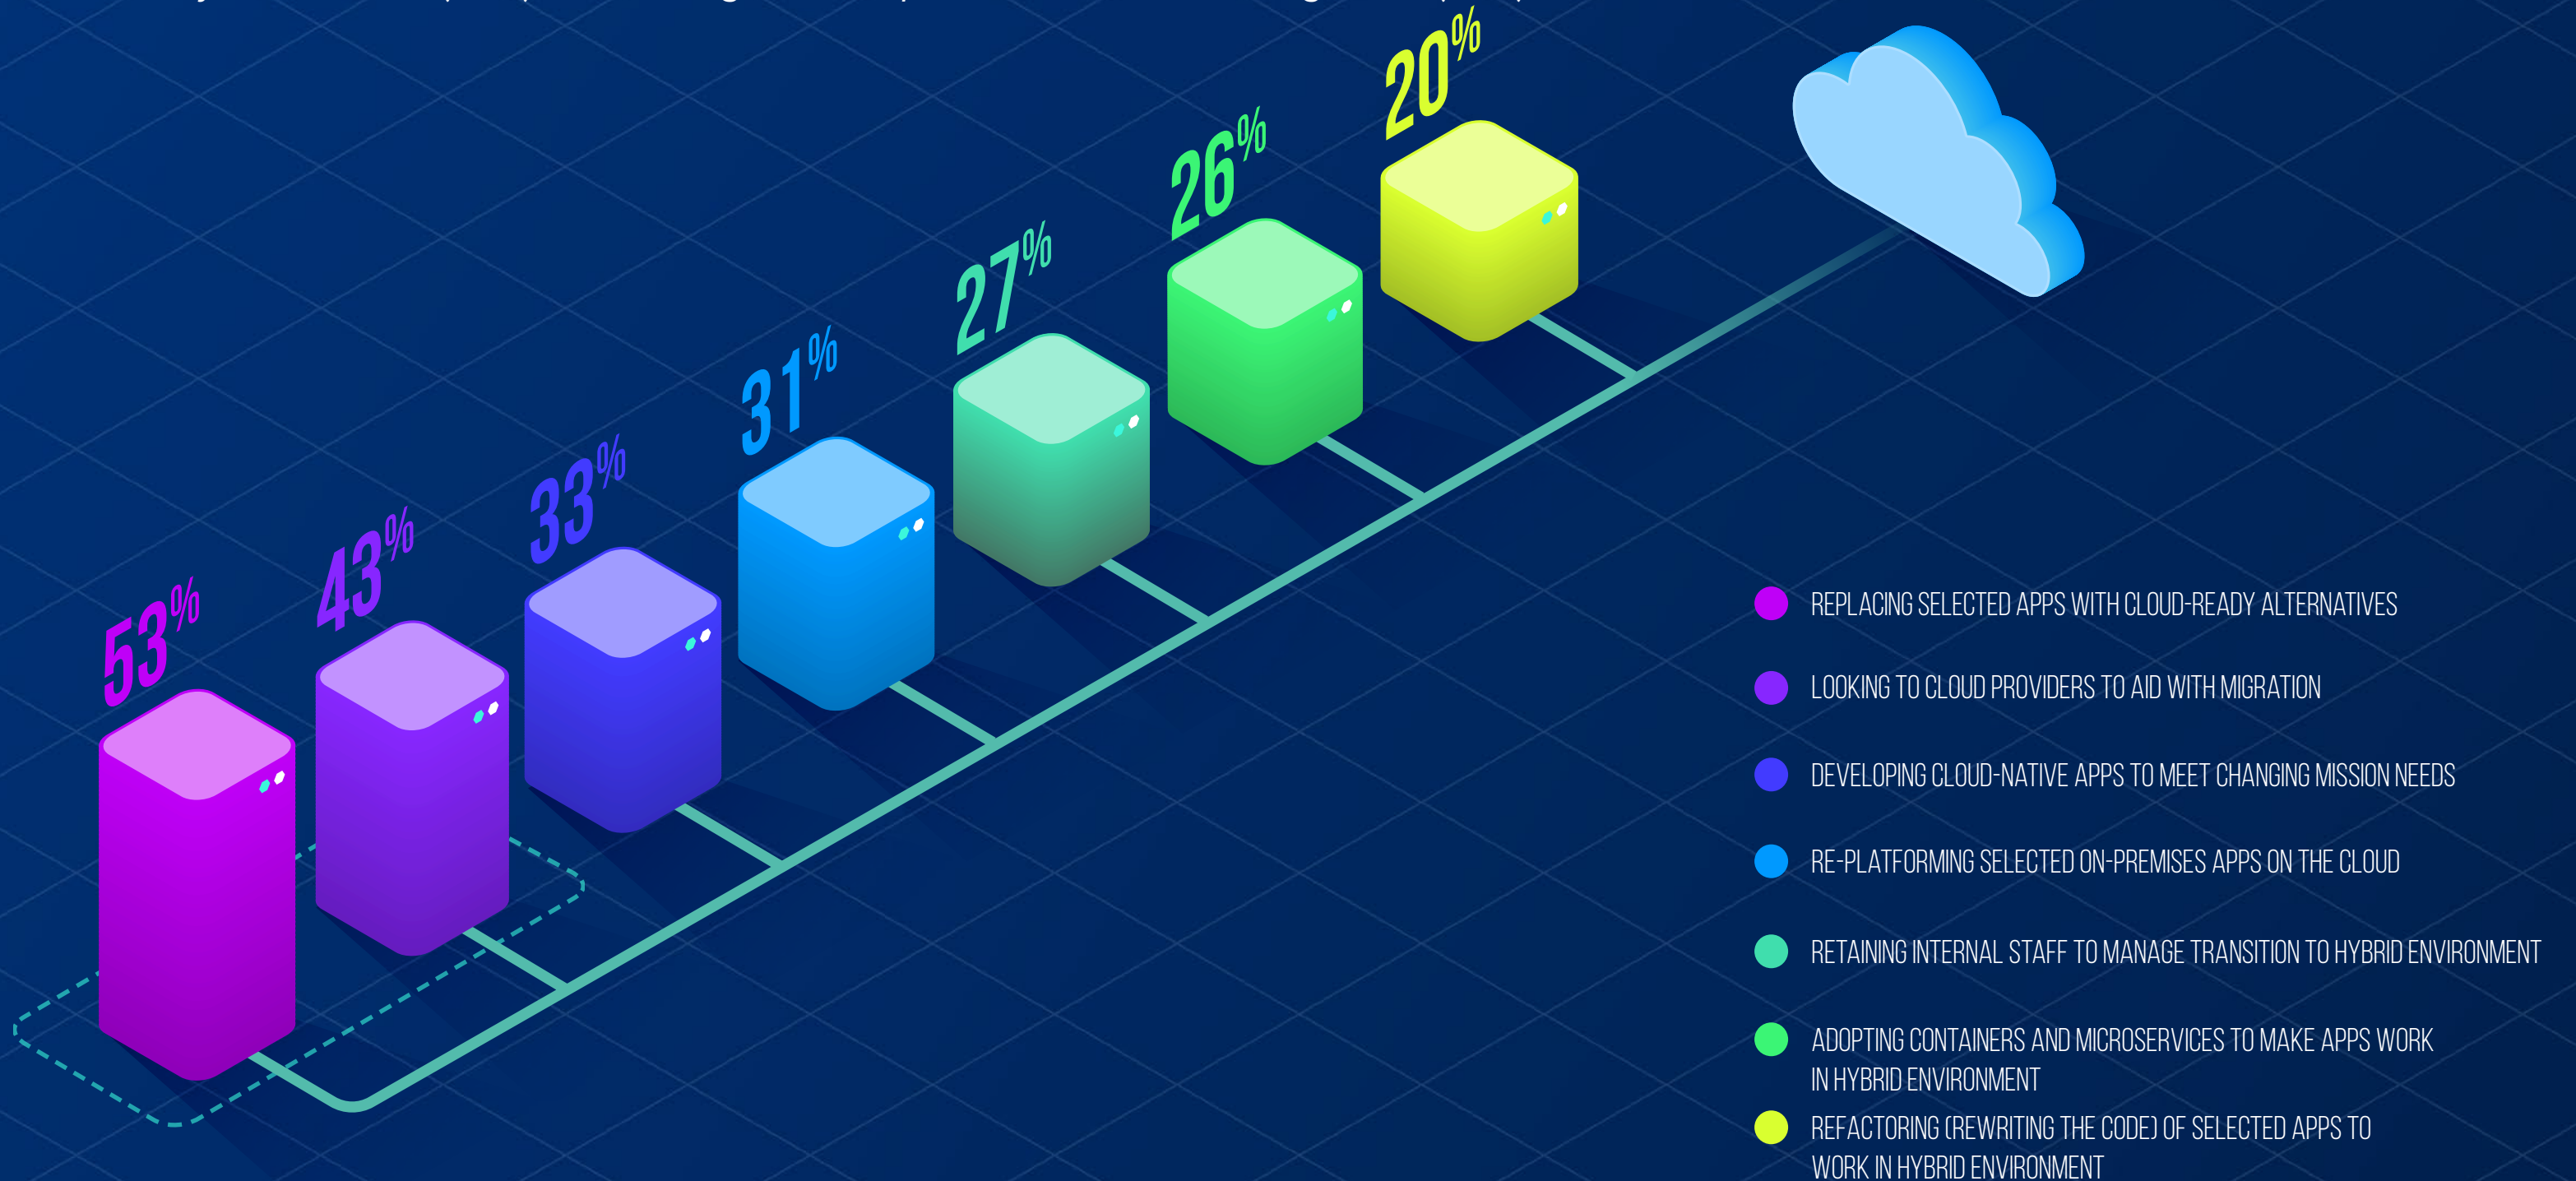 20%
26%
27%
31%
33%
43%
53%
REPLACING SELECTED APPS WITH CLOUD-READY ALTERNATIVES
LOOKING TO CLOUD PROVIDERS TO AID WITH MIGRATION
DEVELOPING CLOUD-NATIVE APPS TO MEET CHANGING MISSION NEEDS
RE-PLATFORMING SELECTED ON-PREMISES APPS ON THE CLOUD
RETAINING INTERNAL STAFF TO MANAGE TRANSITION TO HYBRID ENVIRONMENT
ADOPTING CONTAINERS AND MICROSERVICES TO MAKE APPS WORK
IN HYBRID ENVIRONMENT
REFACTORING (REWRITING THE CODE) OF SELECTED APPS TO
WORK IN HYBRID ENVIRONMENT